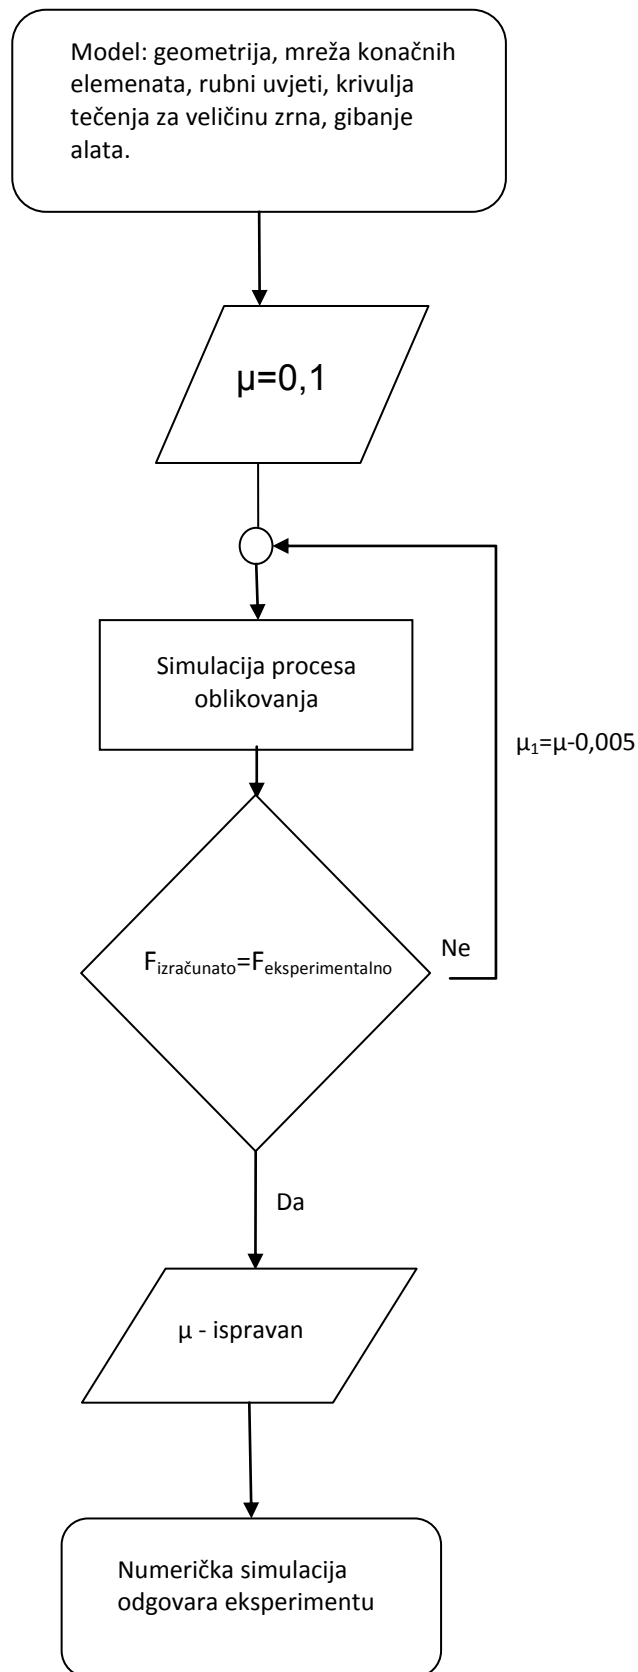 Model: geometrija, mreža konačnih
elemenata, rubni uvjeti, krivulja
tečenja za veličinu zrna, gibanje
alata.
μ=0,1
Simulacija procesa
oblikovanja
μ₁=μ-0,005
Fizračunato=Feksperimentalno
Ne
Da
μ - ispravan
Numerička simulacija
odgovara eksperimentu